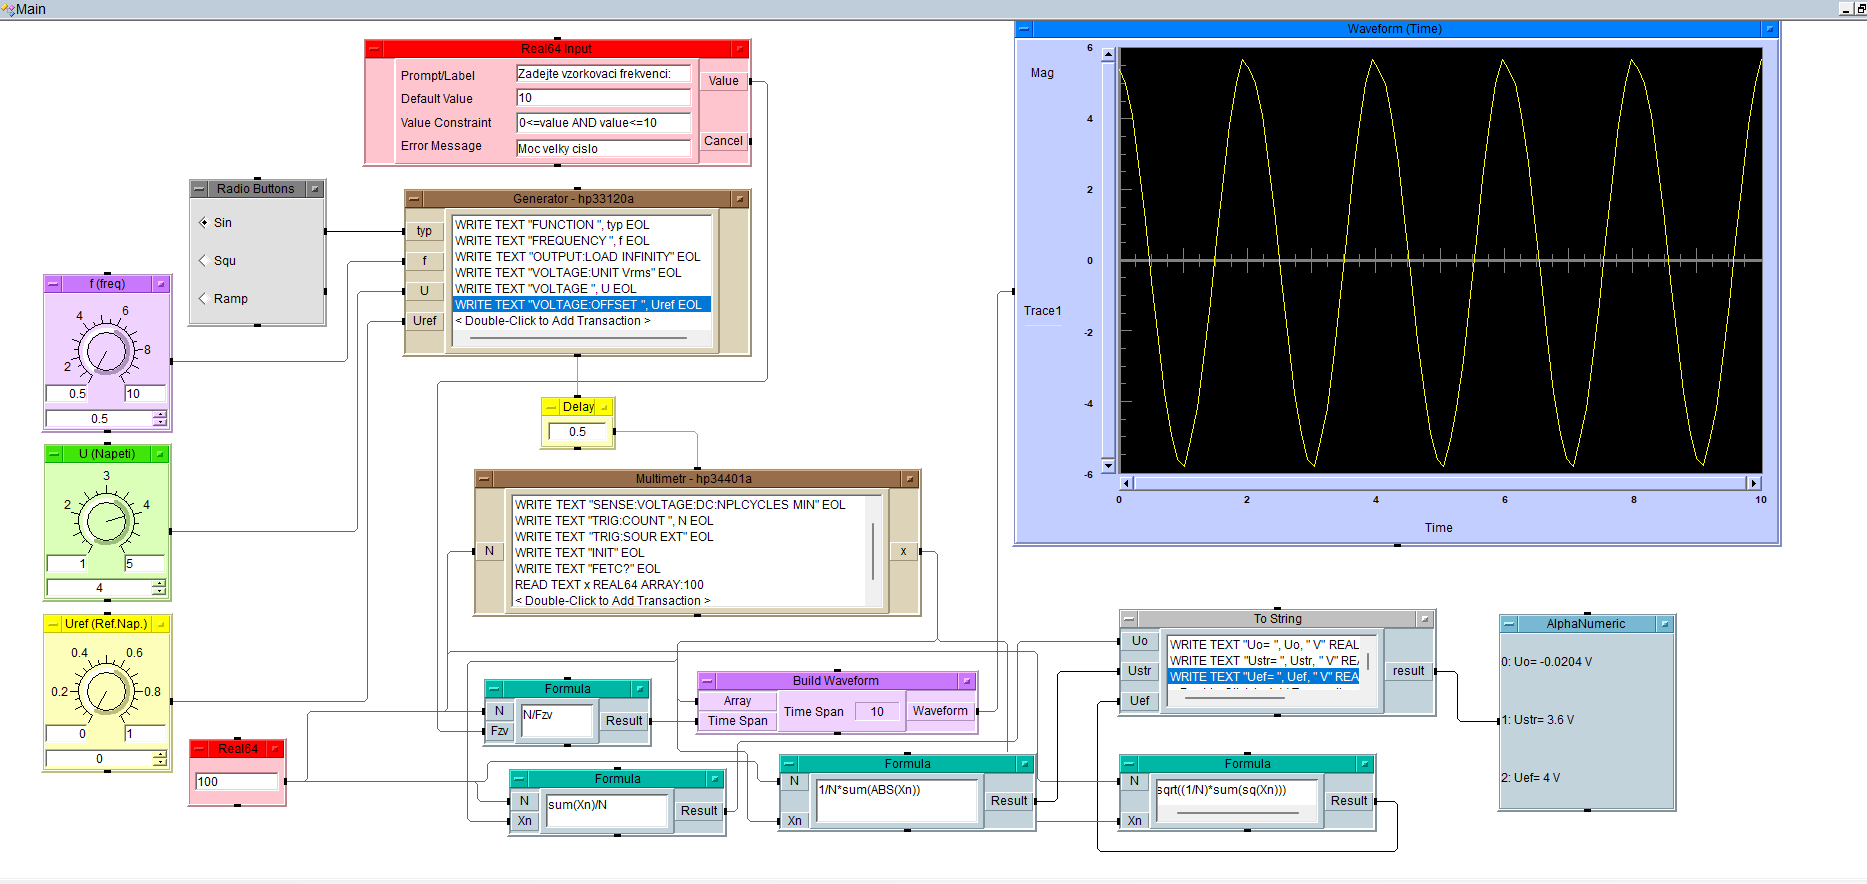 Main
Real64 Input
Prompt/Label
Zadejte vzorkovaci frekvenci:
Default Value
10
Value Constraint
0<=value AND value<=10
Error Message
Moc velky cislo
Value
Cancel
Radio Buttons
Sin
Squ
Ramp
Generator - hp33120a
typ
f
U
Uref
WRITE TEXT "FUNCTION ", typ EOL
WRITE TEXT "FREQUENCY ", f EOL
WRITE TEXT "OUTPUT:LOAD INFINITY" EOL
WRITE TEXT "VOLTAGE:UNIT Vrms" EOL
WRITE TEXT "VOLTAGE ", U EOL
WRITE TEXT "VOLTAGE:OFFSET ", Uref EOL
< Double-Click to Add Transaction >
f (freq)
2
4
6
8
0.5
10
0.5
Delay
0.5
U (Napeti)
2
3
4
1
5
4
Multimetr - hp34401a
N
WRITE TEXT "SENSE:VOLTAGE:DC:NPLCYCLES MIN" EOL
WRITE TEXT "TRIG:COUNT ", N EOL
WRITE TEXT "TRIG:SOUR EXT" EOL
WRITE TEXT "INIT" EOL
WRITE TEXT "FETC?" EOL
READ TEXT x REAL64 ARRAY:100
< Double-Click to Add Transaction >
x
Uref (Ref.Nap.)
0.2
0.4
0.6
0.8
0
1
0
Real64
100
Formula
N
Fzv
N/Fzv
Result
Build Waveform
Array
Time Span
Time Span
10
Waveform
Formula
N
Xn
sum(Xn)/N
Result
Formula
N
Xn
1/N*sum(ABS(Xn))
Result
Formula
N
Xn
sqrt((1/N)*sum(sq(Xn)))
Result
To String
Uo
Ustr
Uef
WRITE TEXT "Uo= ", Uo, " V" REAL
WRITE TEXT "Ustr= ", Ustr, " V" RE
WRITE TEXT "Uef= ", Uef, " V" REA
result
AlphaNumeric
0: Uo= -0.0204 V
1: Ustr= 3.6 V
2: Uef= 4 V
Waveform (Time)
Mag
Trace1
6
4
2
0
-2
-4
-6
0
2
4
6
8
10
Time